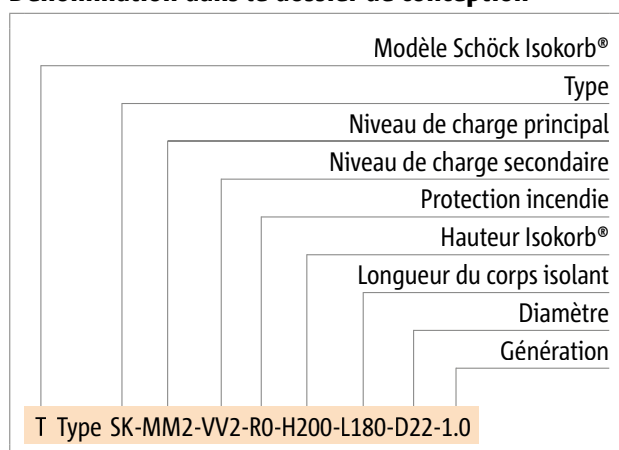 Dénomination dans le dossier de conception
Modèle Schöck Isokorb®
Type
Niveau de charge principal
Niveau de charge secondaire
Protection incendie
Hauteur Isokorb®
Longueur du corps isolant
Diamètre
Génération
T Type SK-MM2-VV2-R0-H200-L180-D22-1.0